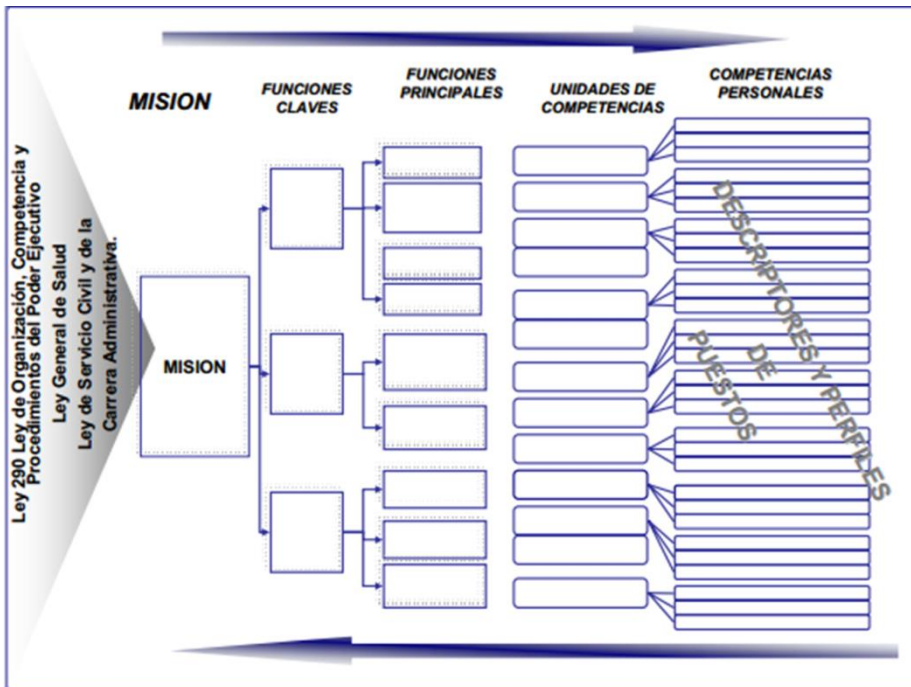 Ley 290 Ley de Organización, Competencia y
Procedimientos del Poder Ejecutivo
Ley General de Salud
Ley de Servicio Civil y de la
Carrera Administrativa.
MISION
FUNCIONES
CLAVES
FUNCIONES
PRINCIPALES
UNIDADES DE
COMPETENCIAS
COMPETENCIAS
PERSONALES
MISION
DESCRIPTORES Y PERFILES
DE
PUESTOS